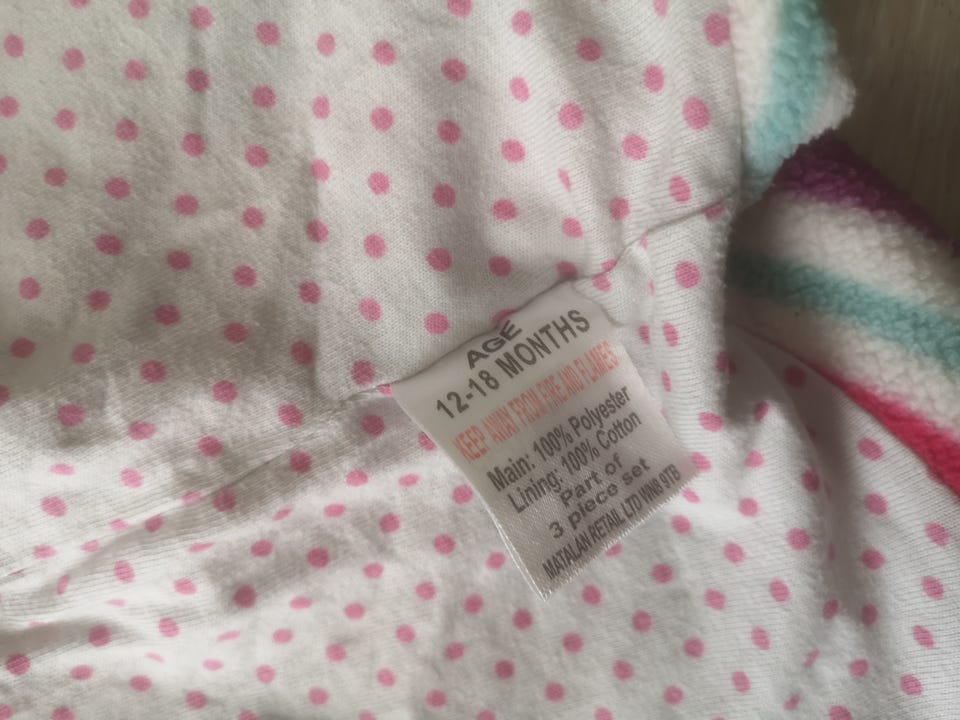 AGE
12-18 MONTHS
KEEP AWAY FROM FIRE AND FLAMES
Main: 100% Polyester
Lining: 100% Cotton
Part of
3 piece set
MATALAN RETAIL LTD WN8 9TB